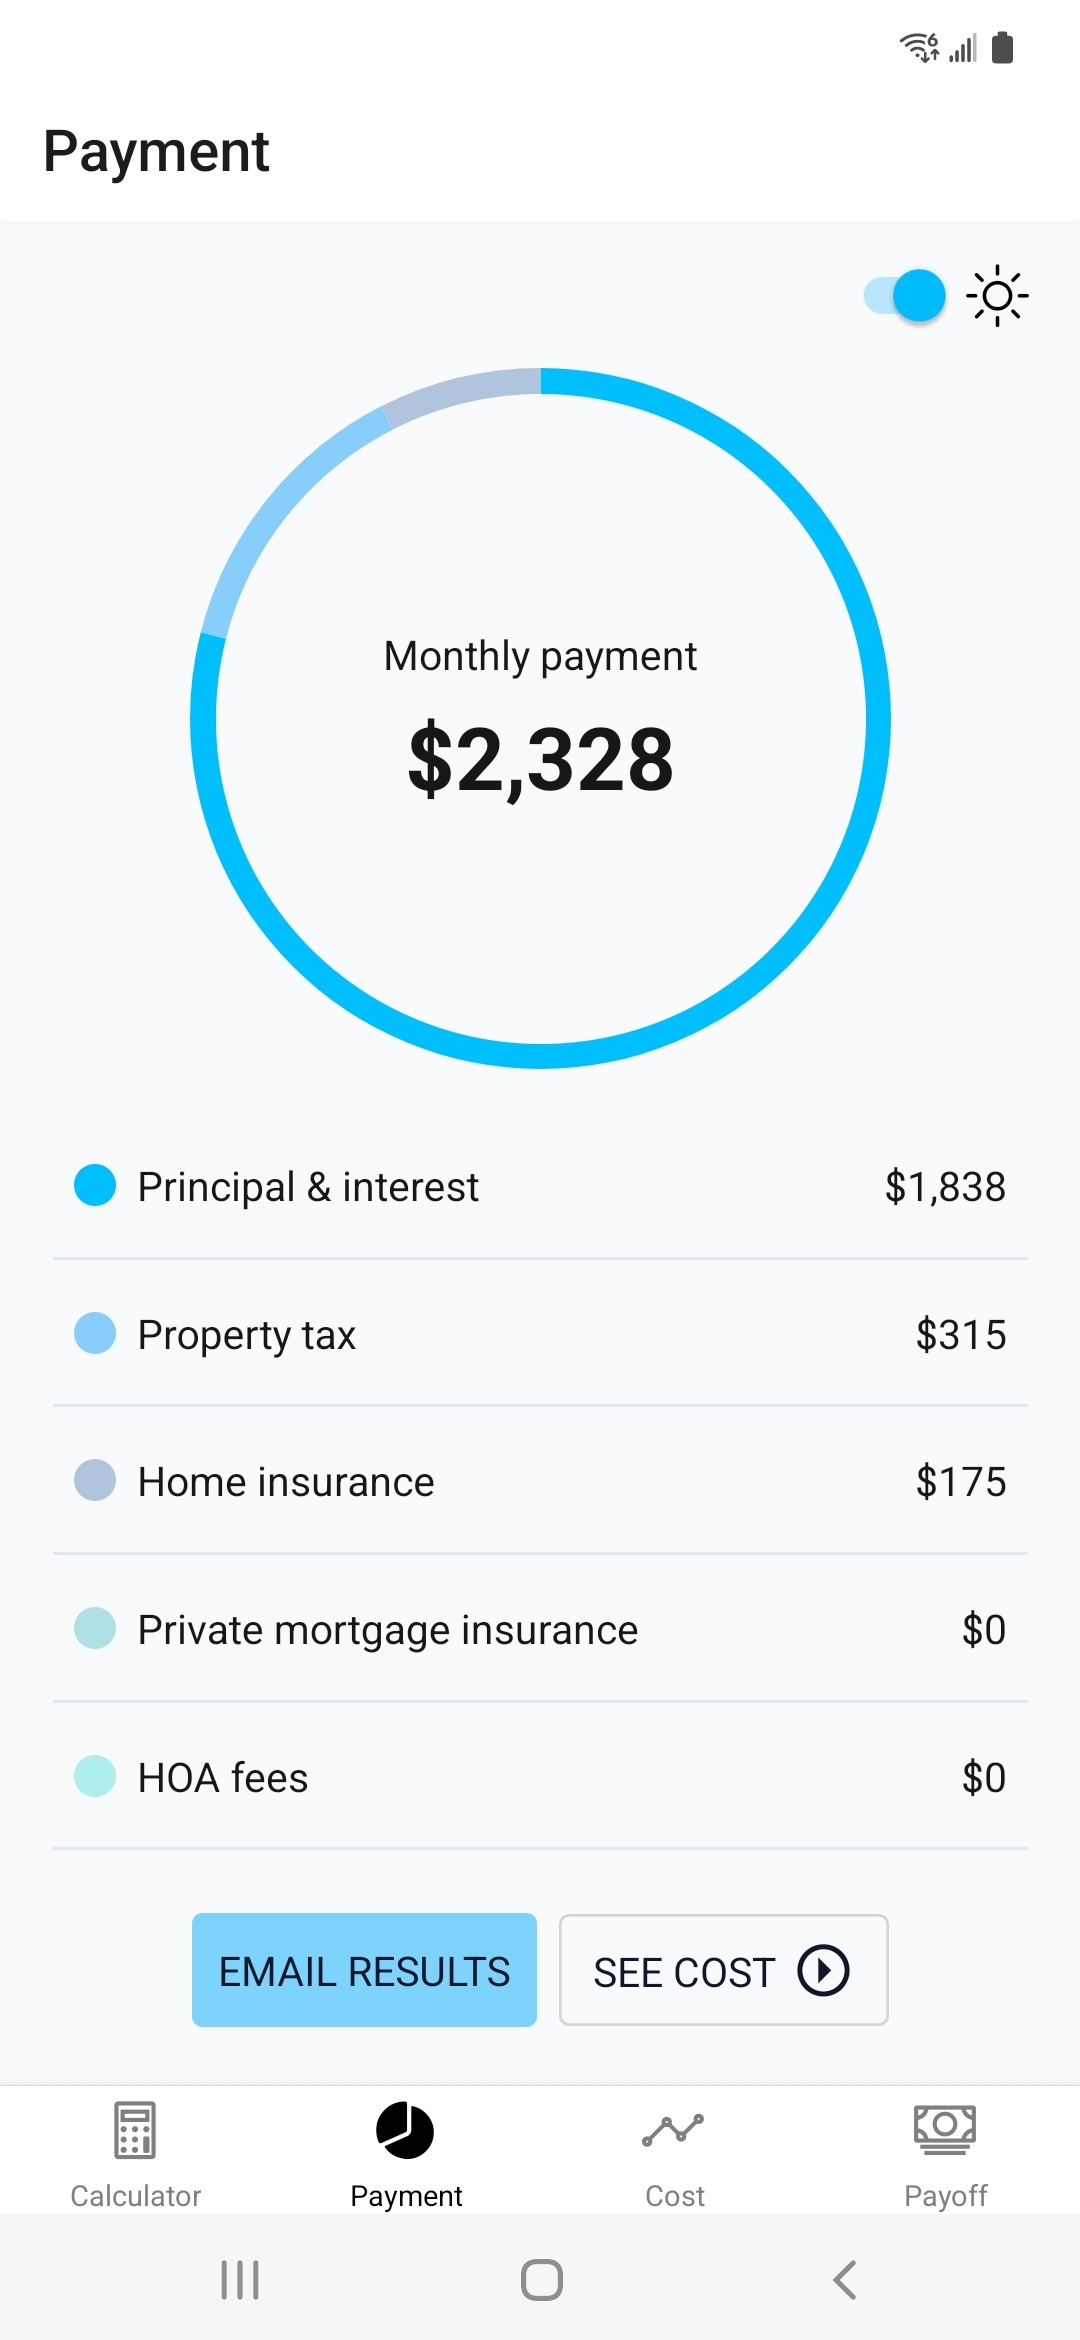 Payment
Monthly payment
$2,328
Principal & interest $1,838
Property tax $315
Home insurance $175
Private mortgage insurance $0
HOA fees $0
EMAIL RESULTS SEE COST
Calculator Payment Cost Payoff